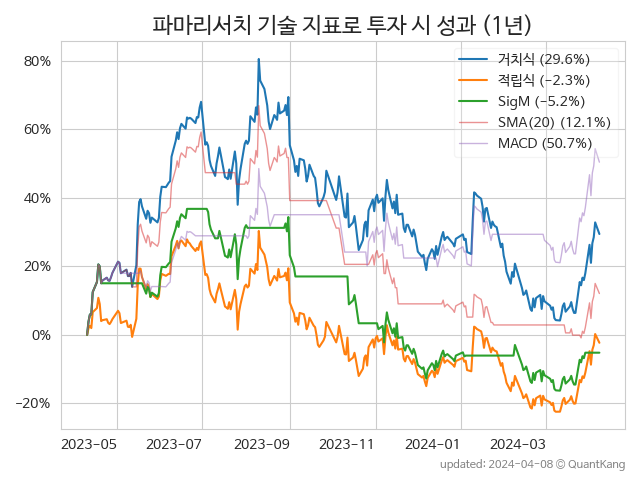 파마리서치 기술 지표로 투자 시 성과 (1년)
80%
60%
40%
20%
0%
−20%
거치식 (29.6%)
적립식 (−2.3%)
SigM (−5.2%)
SMA(20) (12.1%)
MACD (50.7%)
2023-05
2023-07
2023-09
2023-11
2024-01
2024-03
updated: 2024-04-08 ⓒ QuantKang